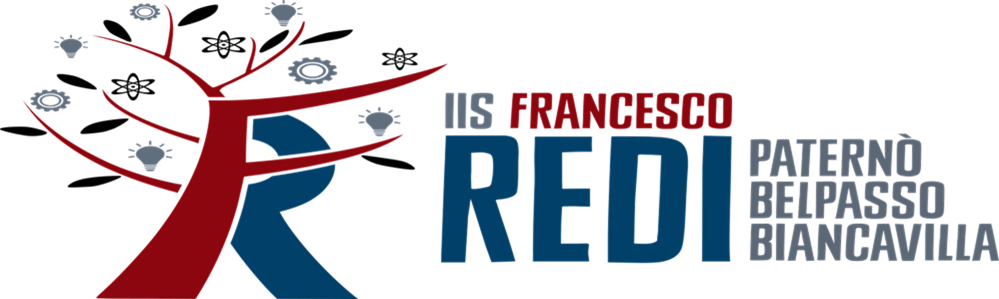 IIS FRANCESCO
REDI
PATERNÒ
BELPASSO
BIANCAVILLA